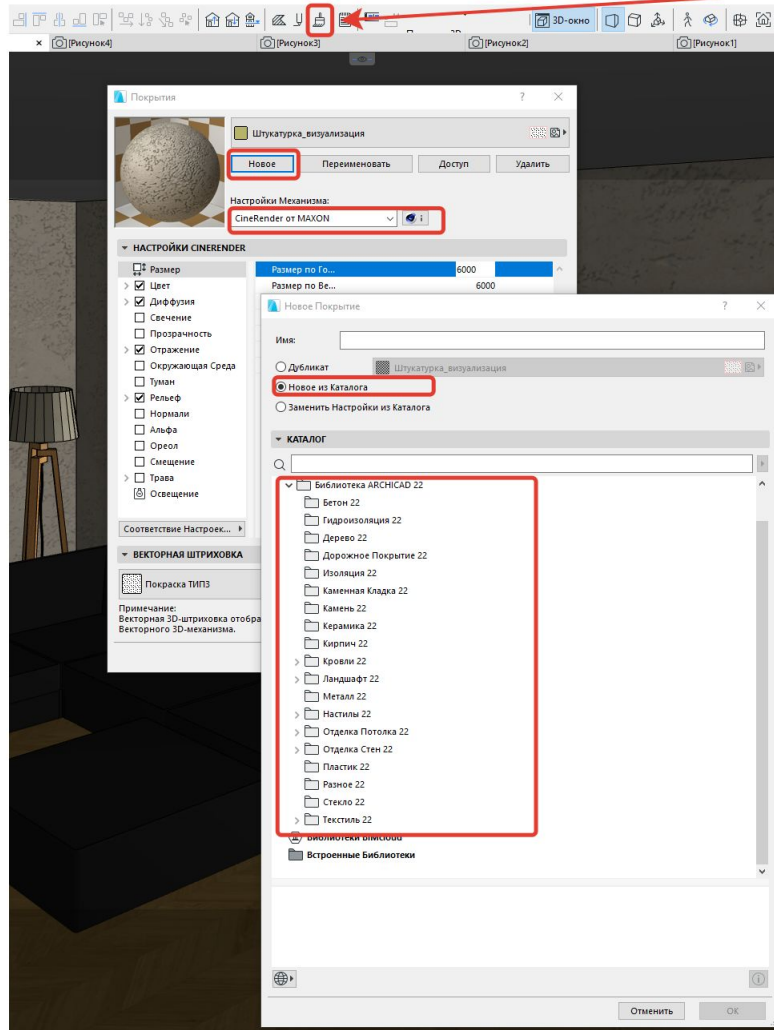 3D-окно
× [Рисунок4] [Рисунок3] [Рисунок2] [Рисунок1]
Покрытия ? ×
Штукатурка_визуализация
Новое Переименовать Доступ Удалить
Настройки Механизма:
CineRender от MAXON i
НАСТРОЙКИ CINERENDER
Размер
Цвет
Диффузия
Свечение
Прозрачность
Отражение
Окружающая Среда
Туман
Рельеф
Нормали
Альфа
Ореол
Смещение
Трава
Освещение
Размер по Го... 6000
Размер по Ве... 6000
Соответствие Настроек...
ВЕКТОРНАЯ ШТРИХОВКА
Покраска ТИП3
Примечание:
Векторная 3D-штриховка отобра
Векторного 3D-механизма.
Новое Покрытие ? ×
Имя:
Дубликат Штукатурка_визуализация
Новое из Каталога
Заменить Настройки из Каталога
КАТАЛОГ
Библиотека ARCHICAD 22
Бетон 22
Гидроизоляция 22
Дерево 22
Дорожное Покрытие 22
Изоляция 22
Каменная Кладка 22
Камень 22
Керамика 22
Кирпич 22
Кровли 22
Ландшафт 22
Металл 22
Настилы 22
Отделка Потолка 22
Отделка Стен 22
Пластик 22
Разное 22
Стекло 22
Текстиль 22
Библиотеки BIMcloud
Встроенные Библиотеки
Отменить OK